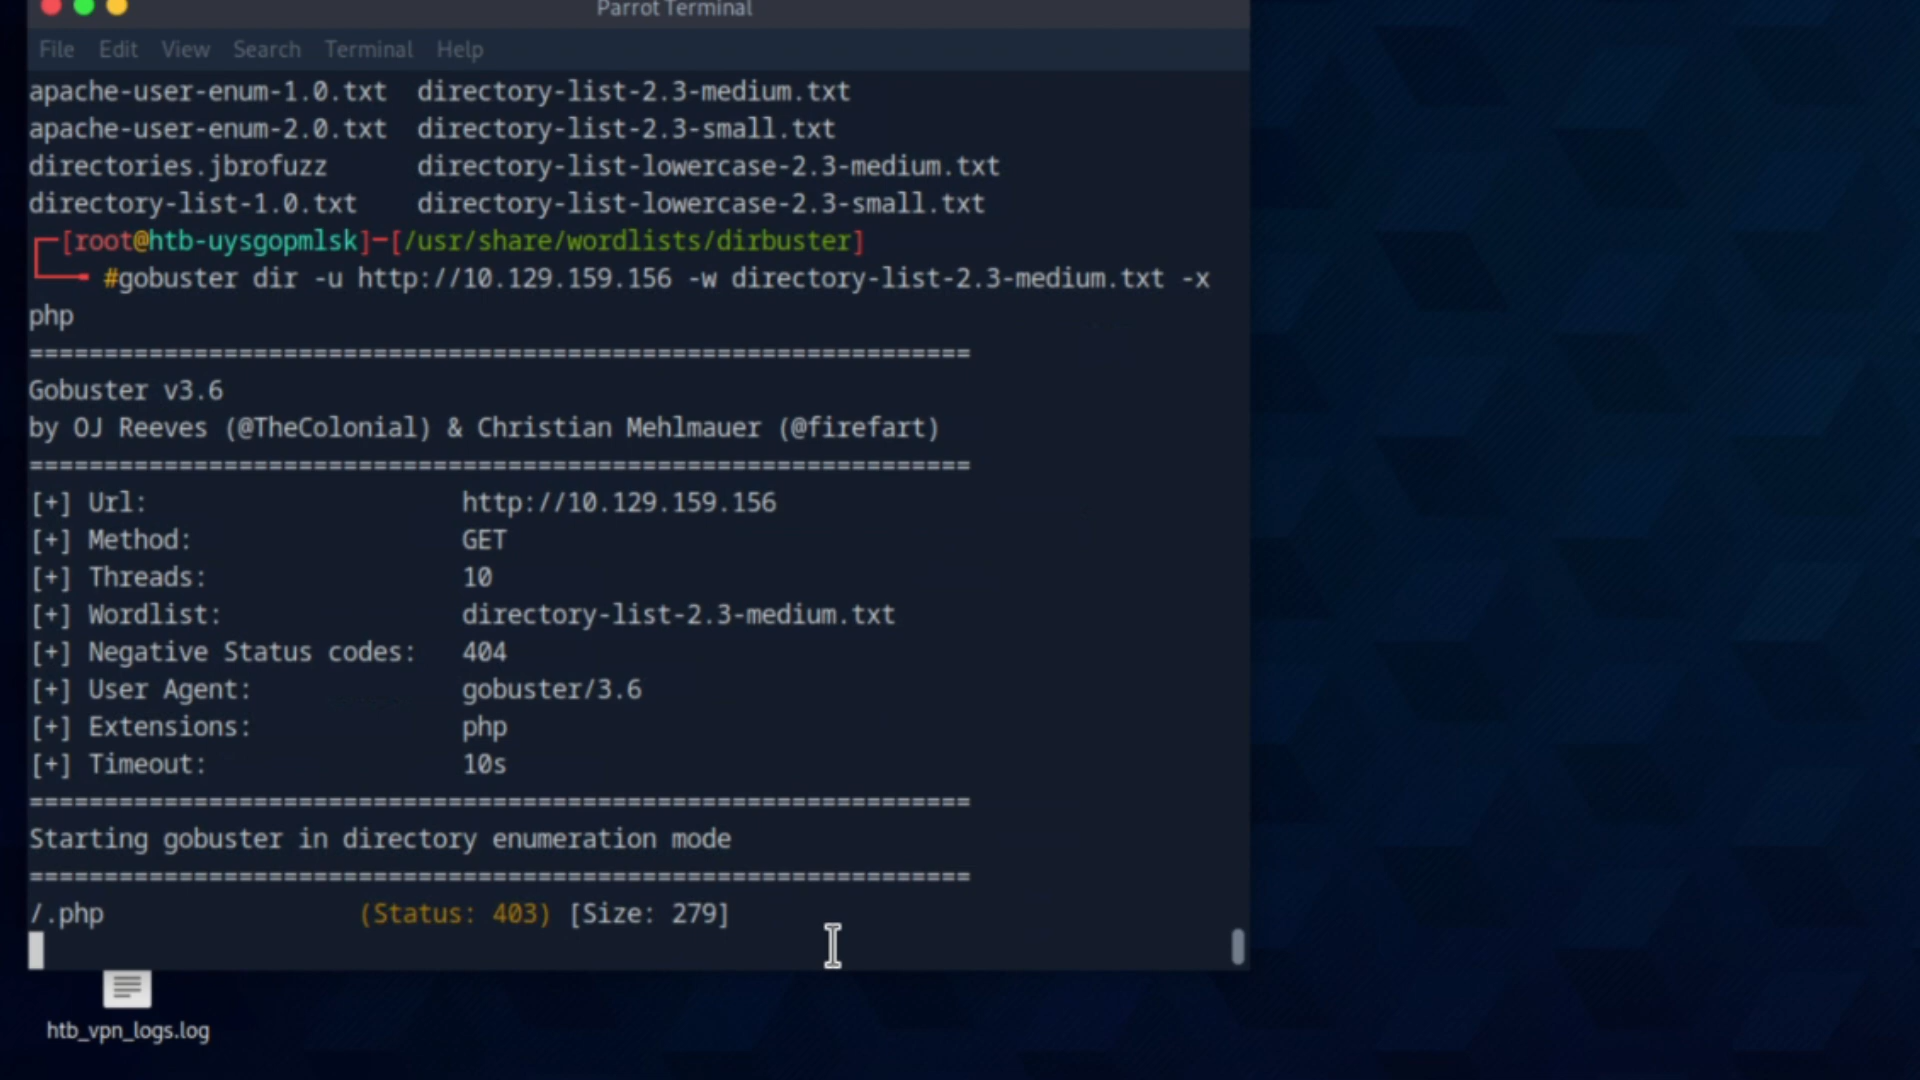 Parrot Terminal
File Edit View Search Terminal Help
apache-user-enum-1.0.txt directory-list-2.3-medium.txt
apache-user-enum-2.0.txt directory-list-2.3-small.txt
directories.jbrofuzz directory-list-lowercase-2.3-medium.txt
directory-list-1.0.txt directory-list-lowercase-2.3-small.txt
┌─[root@htb-uysgopmlsk]─[/usr/share/wordlists/dirbuster]
└──╼ #gobuster dir -u http://10.129.159.156 -w directory-list-2.3-medium.txt -x
php
===============================================================
Gobuster v3.6
by OJ Reeves (@TheColonial) & Christian Mehlmauer (@firefart)
===============================================================
[+] Url: http://10.129.159.156
[+] Method: GET
[+] Threads: 10
[+] Wordlist: directory-list-2.3-medium.txt
[+] Negative Status codes: 404
[+] User Agent: gobuster/3.6
[+] Extensions: php
[+] Timeout: 10s
===============================================================
Starting gobuster in directory enumeration mode
===============================================================
/.php (Status: 403) [Size: 279]
htb_vpn_logs.log